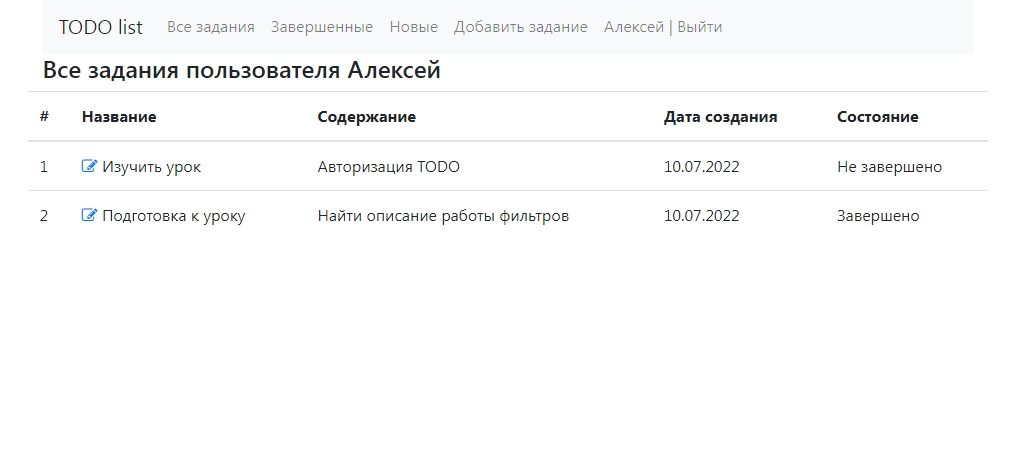 TODO list Все задания Завершенные Новые Добавить задание Алексей | Выйти
Все задания пользователя Алексей
# Название Содержание Дата создания Состояние
1 Изучить урок Авторизация TODO 10.07.2022 Не завершено
2 Подготовка к уроку Найти описание работы фильтров 10.07.2022 Завершено